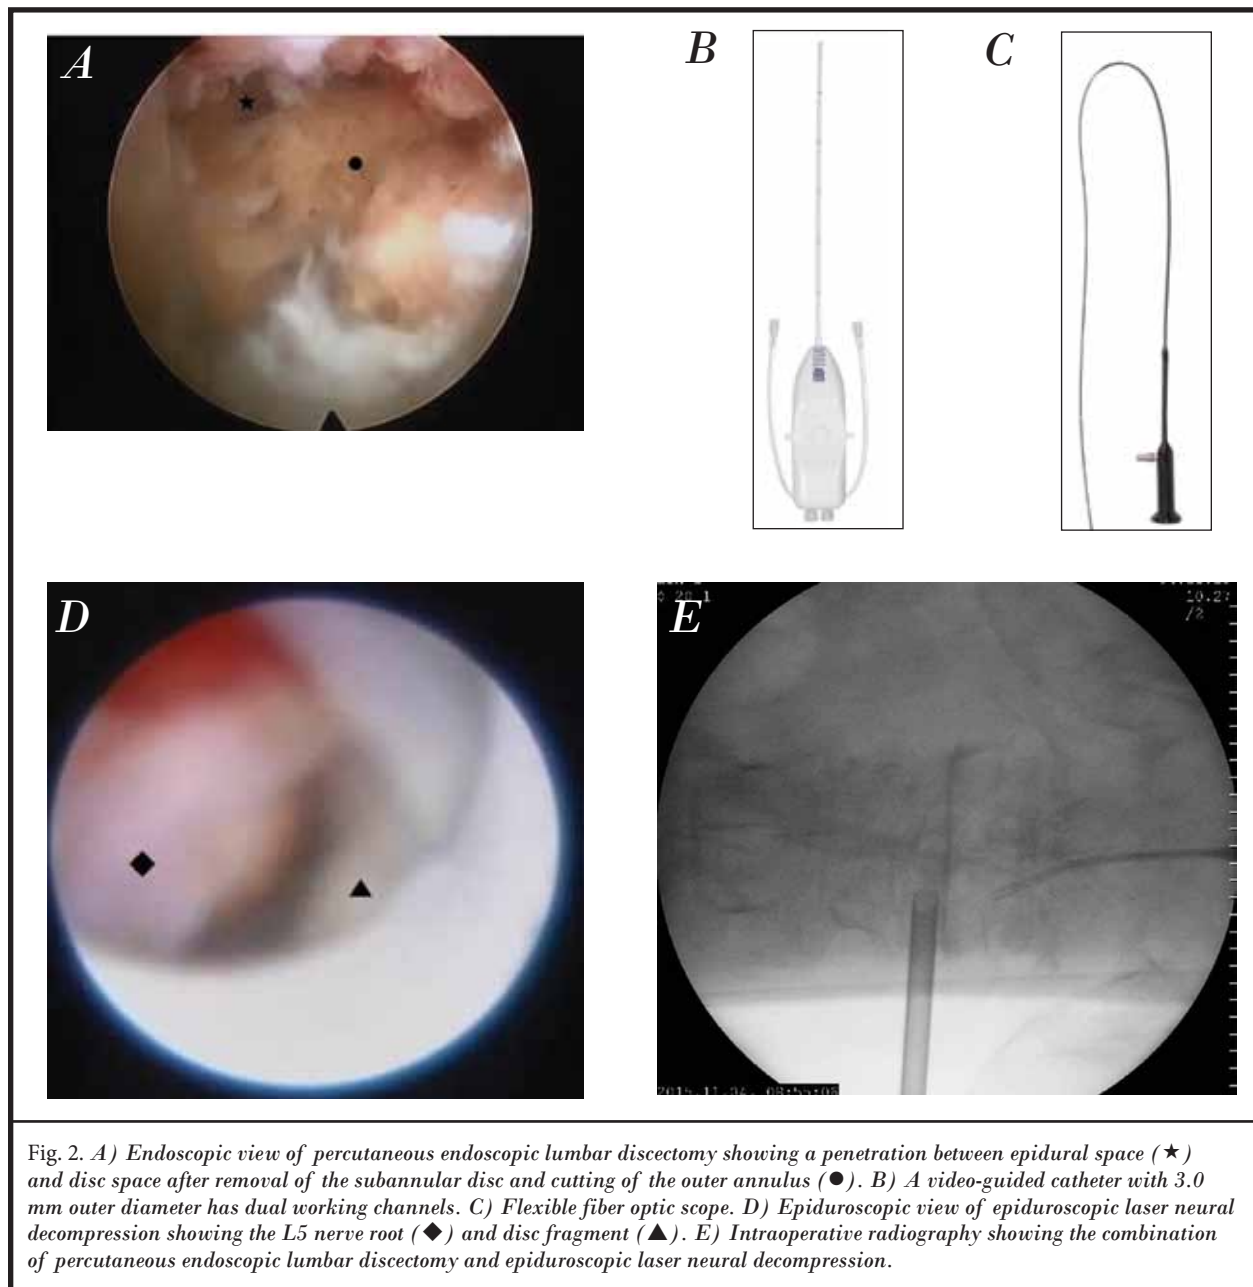 A
B
C
D
E
10.27
/2
Fig. 2. A) Endoscopic view of percutaneous endoscopic lumbar discectomy showing a penetration between epidural space (★)
and disc space after removal of the subannular disc and cutting of the outer annulus (●). B) A video-guided catheter with 3.0
mm outer diameter has dual working channels. C) Flexible fiber optic scope. D) Epiduroscopic view of epiduroscopic laser neural
decompression showing the L5 nerve root (◆) and disc fragment (▲). E) Intraoperative radiography showing the combination
of percutaneous endoscopic lumbar discectomy and epiduroscopic laser neural decompression.